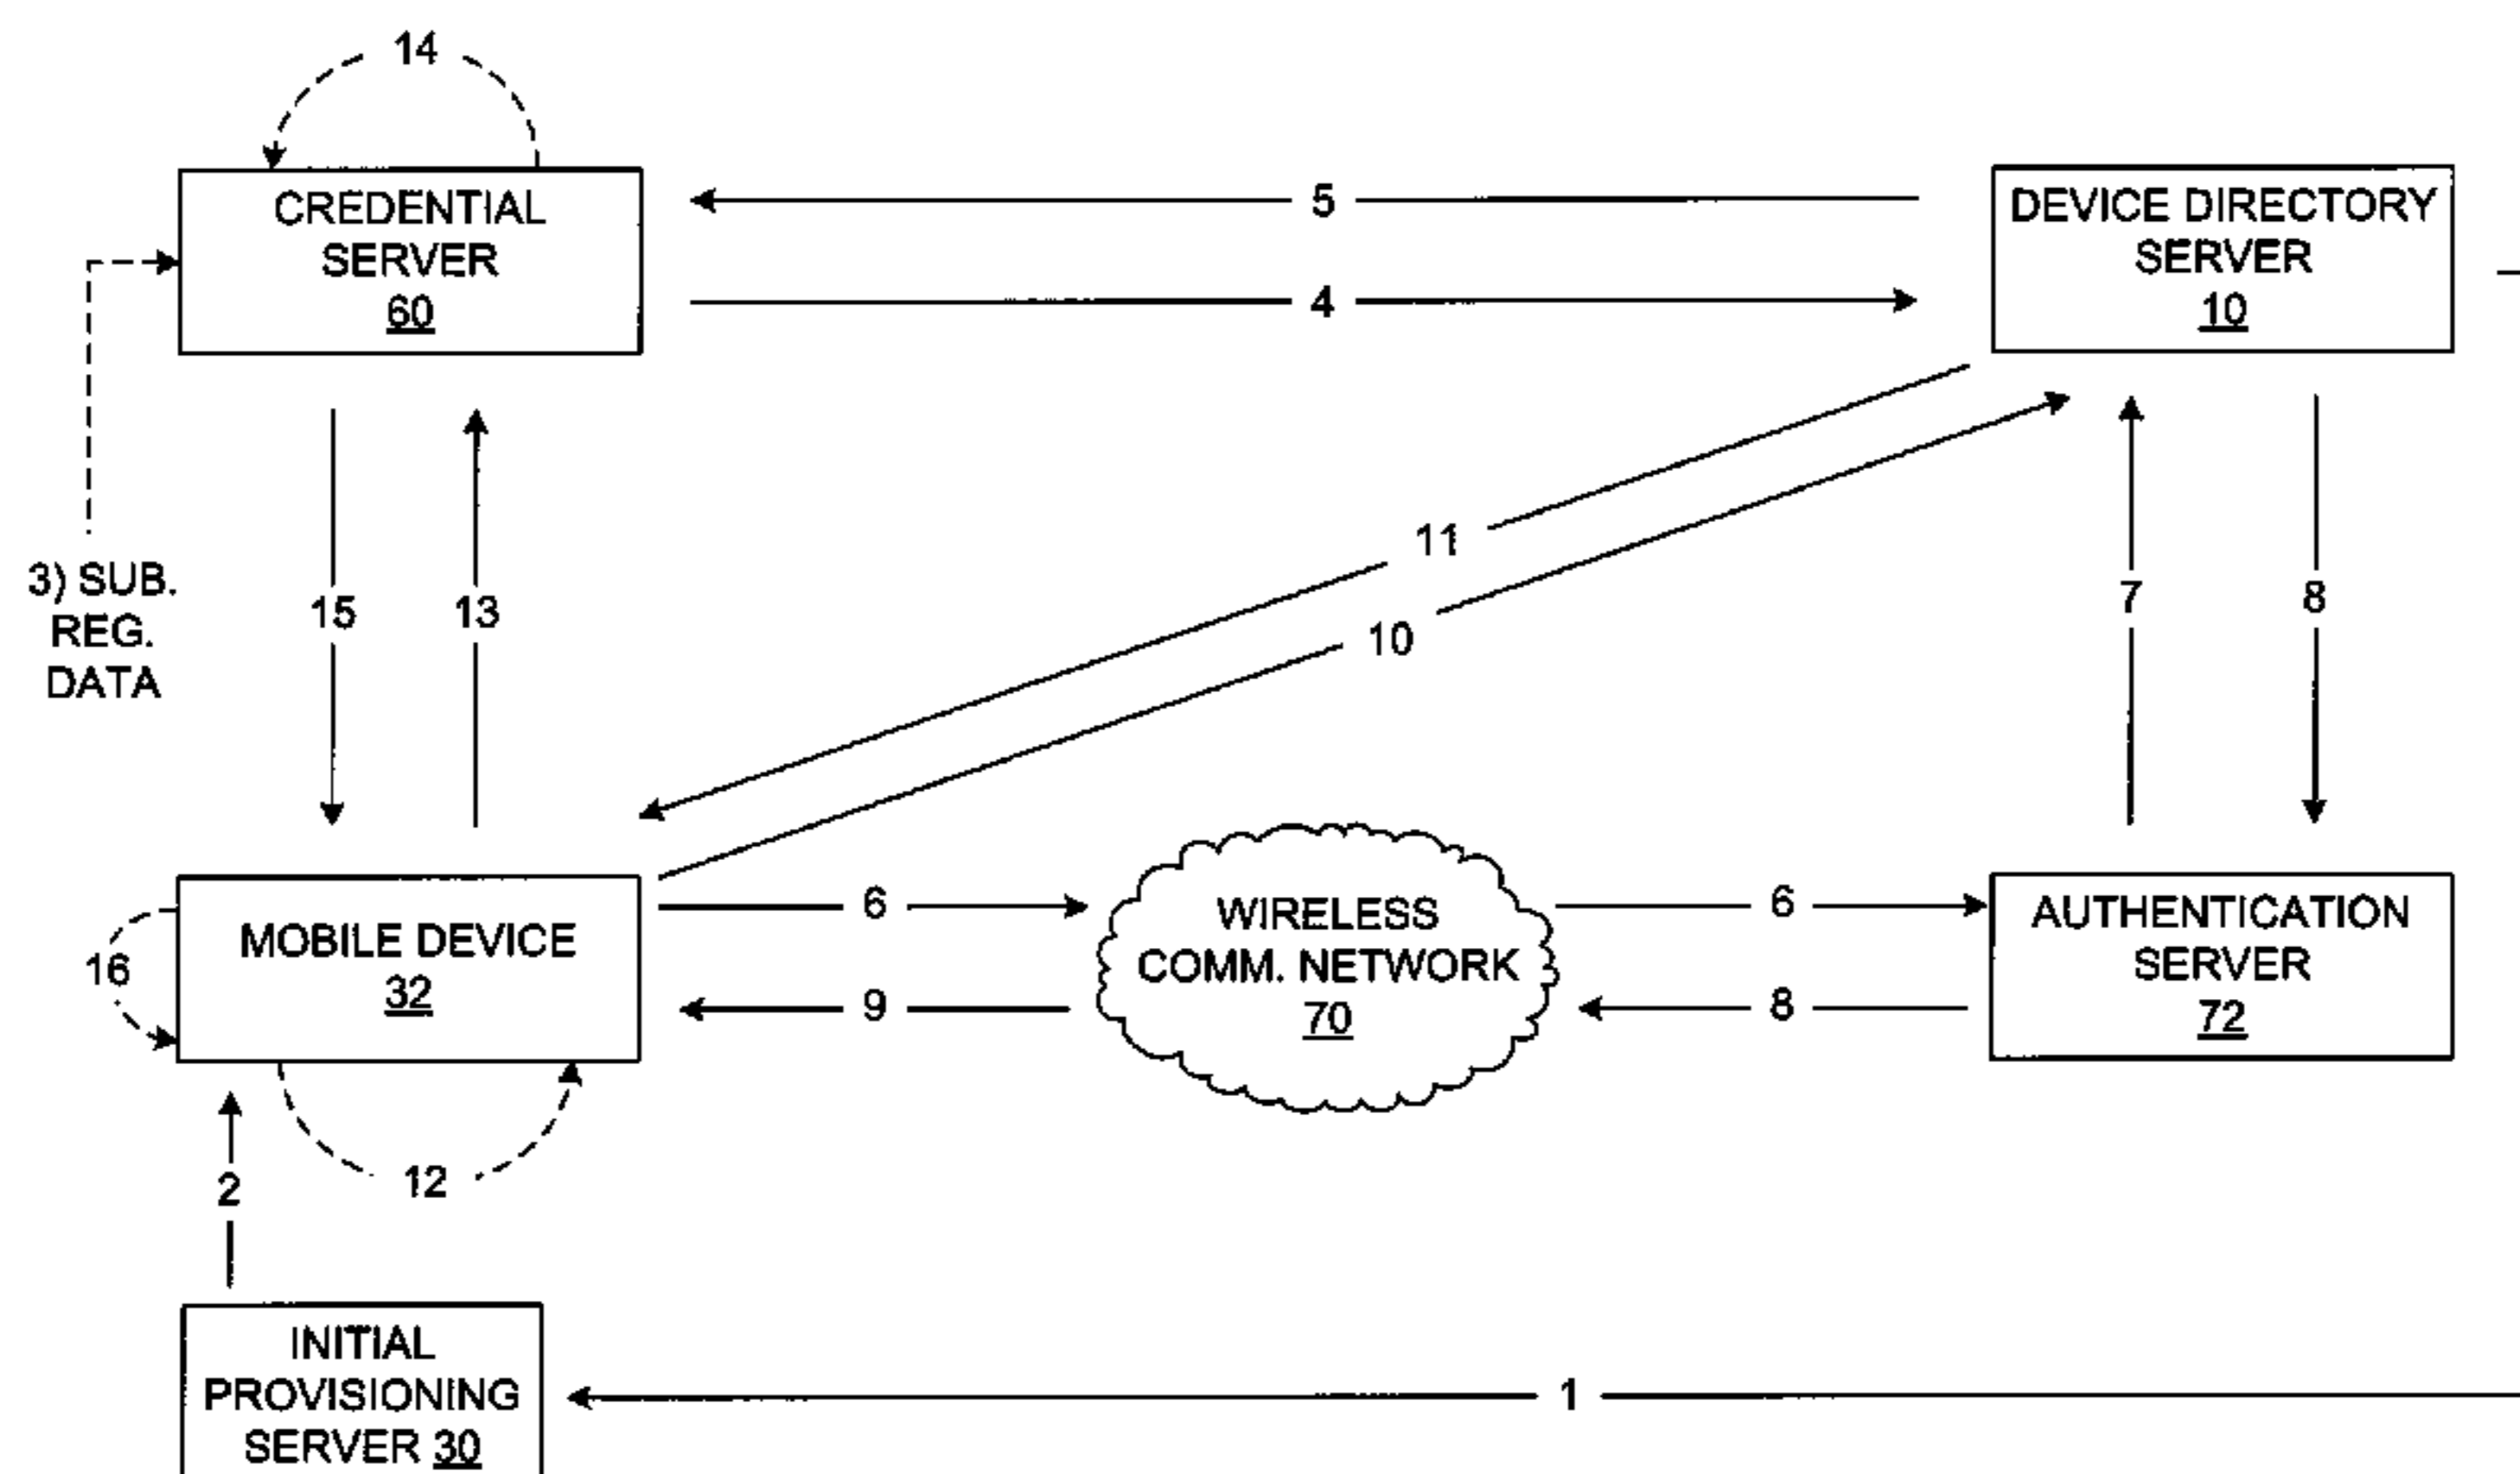 14
CREDENTIAL
SERVER
60
5
4
DEVICE DIRECTORY
SERVER
10
3) SUB.
REG.
DATA
15
13
11
10
7
8
MOBILE DEVICE
32
16
12
6
9
WIRELESS
COMM. NETWORK
70
6
8
AUTHENTICATION
SERVER
72
2
INITIAL
PROVISIONING
SERVER 30
1